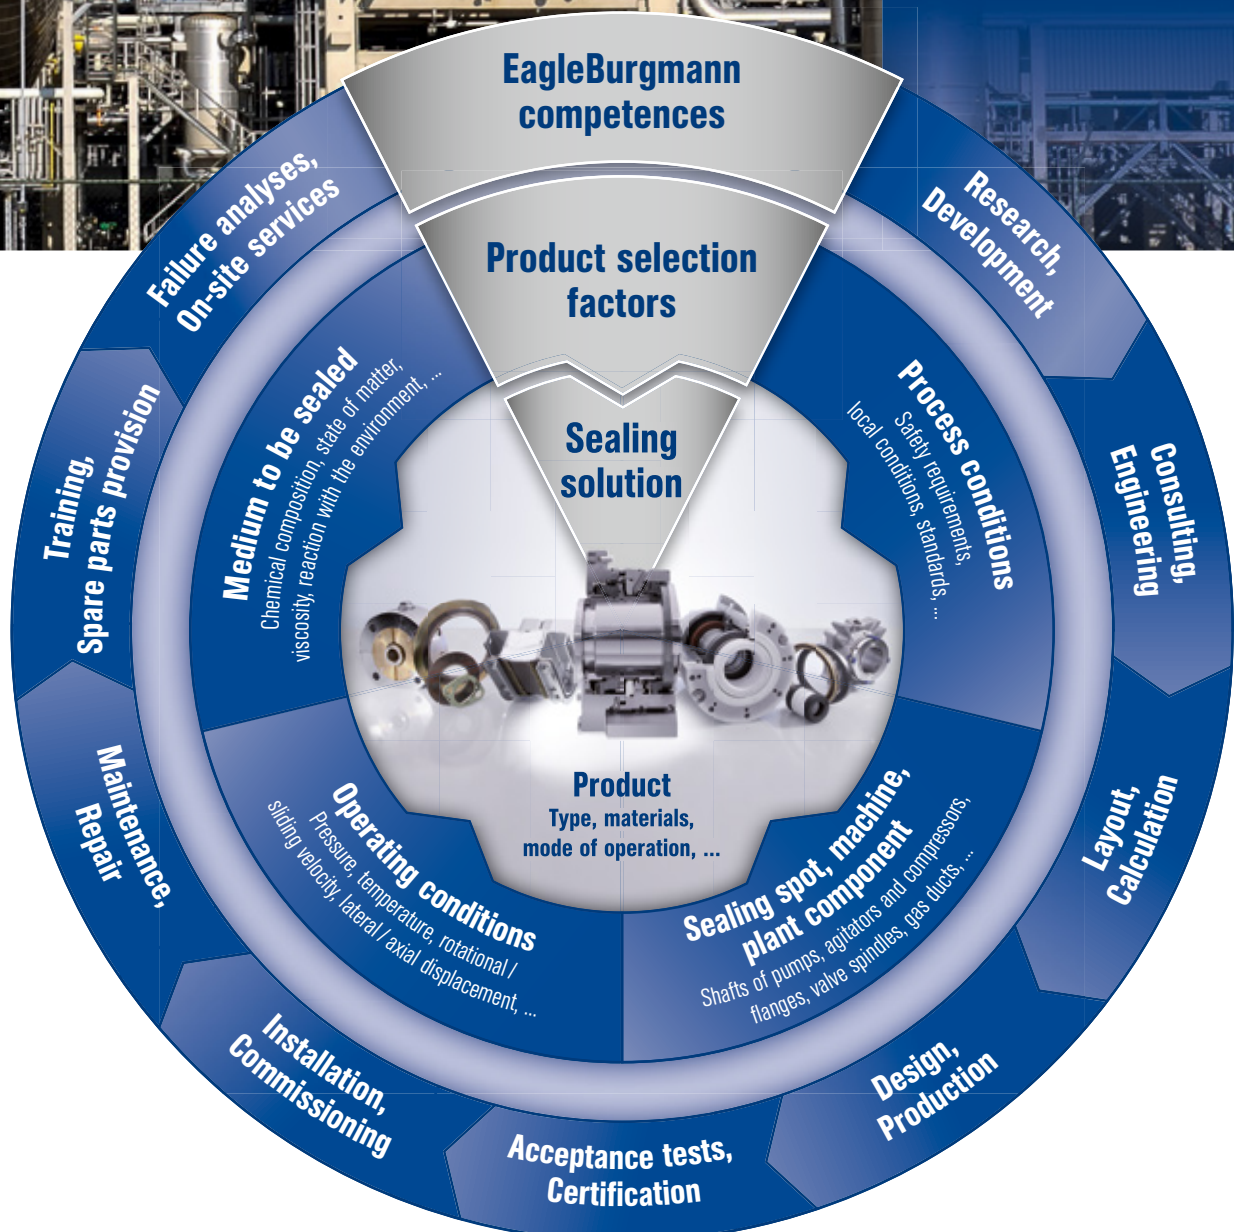 EagleBurgmann
competences
Product selection
factors
Sealing
solution
Research,
Development
Consulting,
Engineering
Layout,
Calculation
Design,
Production
Acceptance tests,
Certification
Installation,
Commissioning
Maintenance,
Repair
Training,
Spare parts provision
Failure analyses,
On-site services
Process conditions
Safety requirements,
local conditions, standards, ...
Sealing spot, machine,
plant component
Shafts of pumps, agitators and compressors,
flanges, valve spindles, gas ducts, ...
Operating conditions
Pressure, temperature, rotational /
sliding velocity, lateral / axial displacement, ...
Medium to be sealed
Chemical composition, state of matter,
viscosity, reaction with the environment, ...
Product
Type, materials,
mode of operation, ...